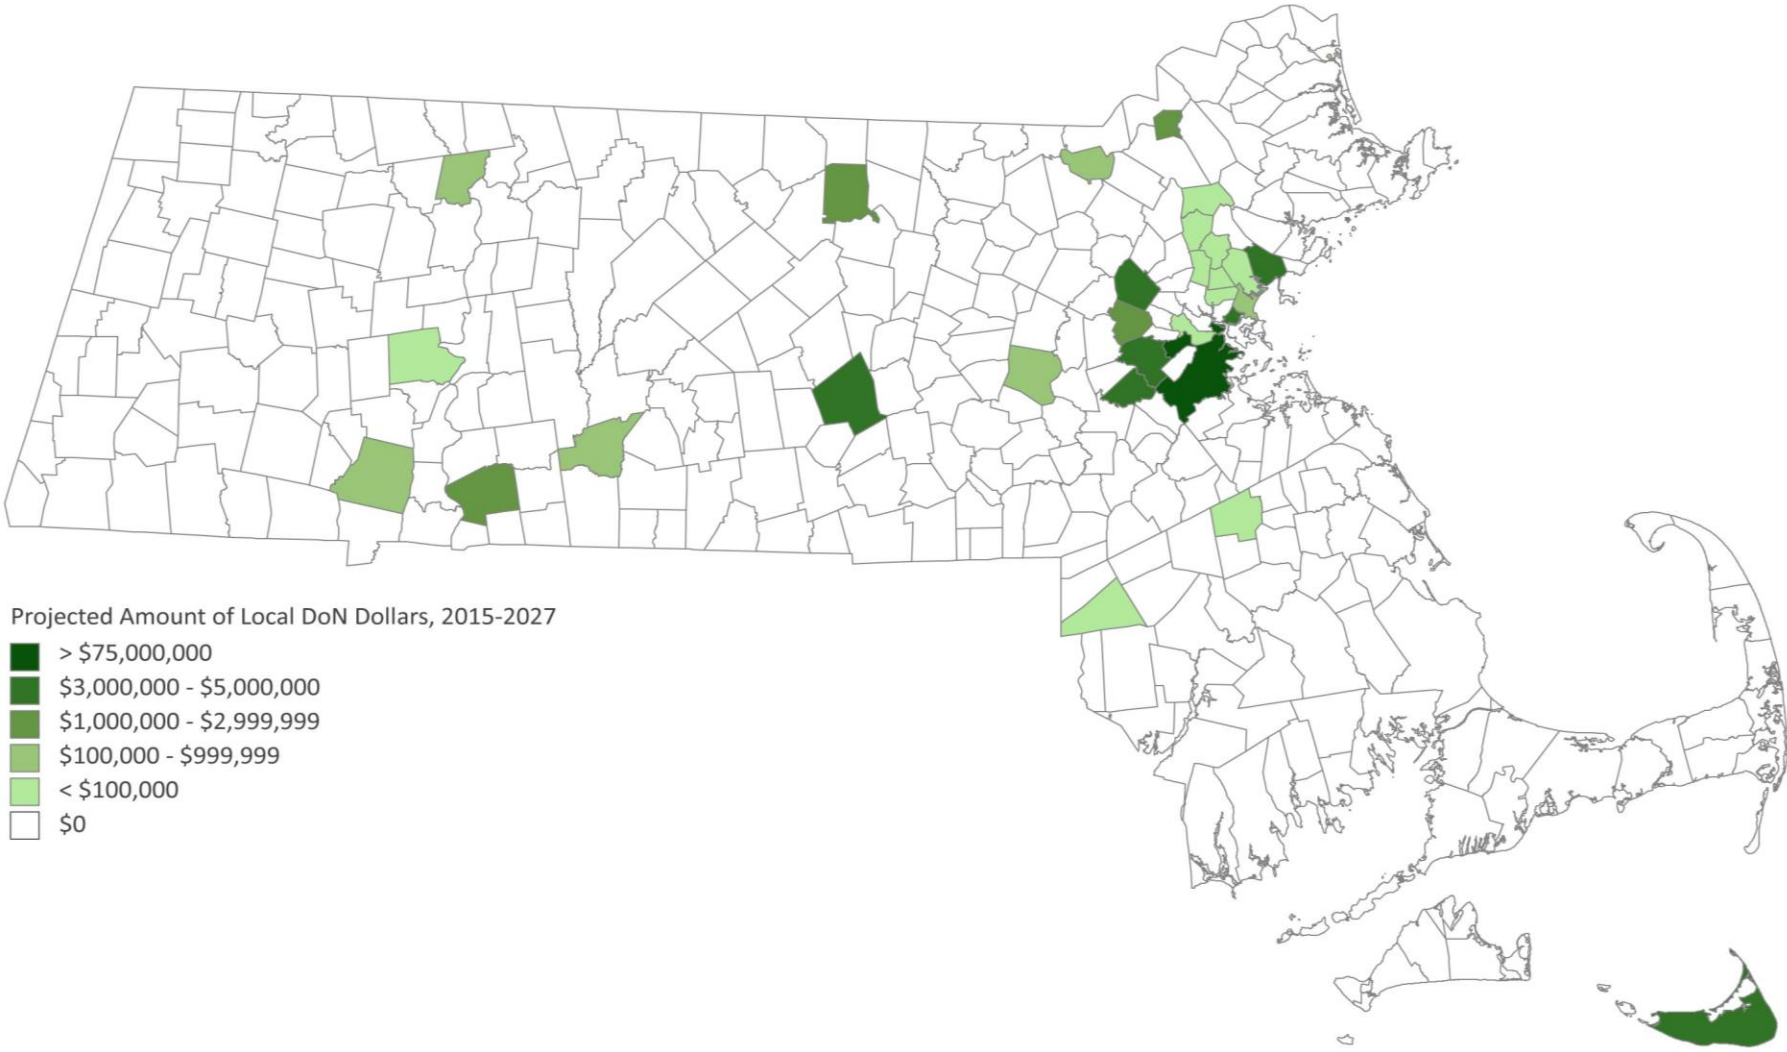 Projected Amount of Local DoN Dollars, 2015-2027
> $75,000,000
$3,000,000 - $5,000,000
$1,000,000 - $2,999,999
$100,000 - $999,999
< $100,000
$0